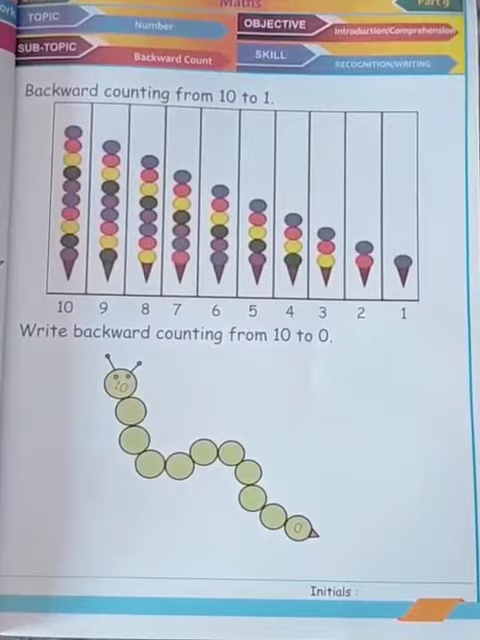 Maths
Part 9
TOPIC
Number
OBJECTIVE
Introduction/Comprehension
SUB-TOPIC
Backward Count
SKILL
RECOGNITION/WRITING
Backward counting from 10 to 1.
10 9 8 7 6 5 4 3 2 1
Write backward counting from 10 to 0.
10
0
Initials :